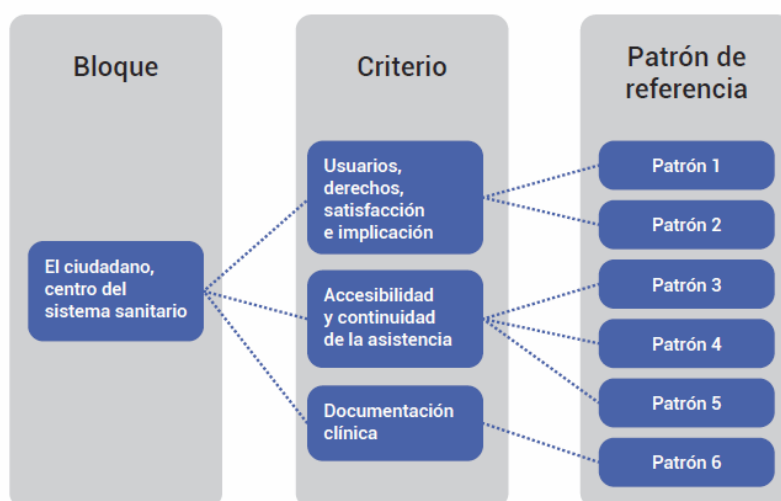 Bloque
Criterio
Patrón de
referencia
El ciudadano,
centro del
sistema sanitario
Usuarios,
derechos,
satisfacción
e implicación
Accesibilidad
y continuidad
de la asistencia
Documentación
clínica
Patrón 1
Patrón 2
Patrón 3
Patrón 4
Patrón 5
Patrón 6